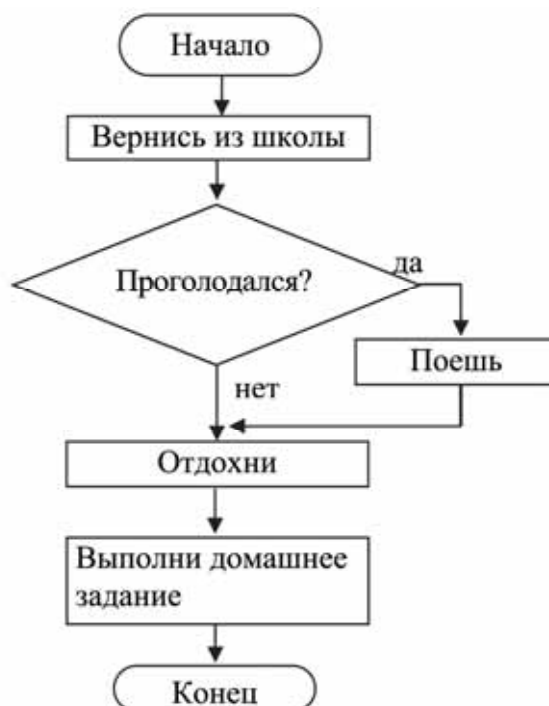 Начало
Вернись из школы
Проголодался?
да
Поешь
нет
Отдохни
Выполни домашнее
задание
Конец